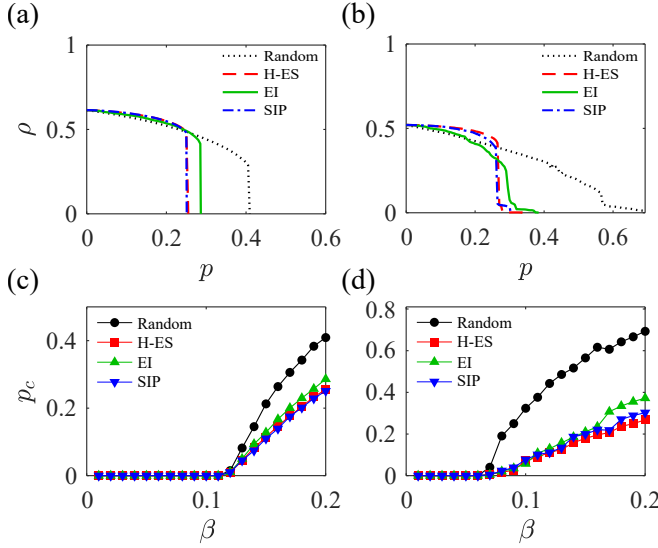 (a)
1
Random
H-ES
EI
SIP
0.5
ρ
0
0
0.2
0.4
0.6
p
(b)
1
Random
H-ES
EI
SIP
0.5
0
0
0.2
0.4
0.6
p
(c)
Random
H-ES
EI
SIP
0.4
0.2
0
p_c
0
0.1
0.2
β
(d)
Random
H-ES
EI
SIP
0.8
0.6
0.4
0.2
0
0
0.1
0.2
β